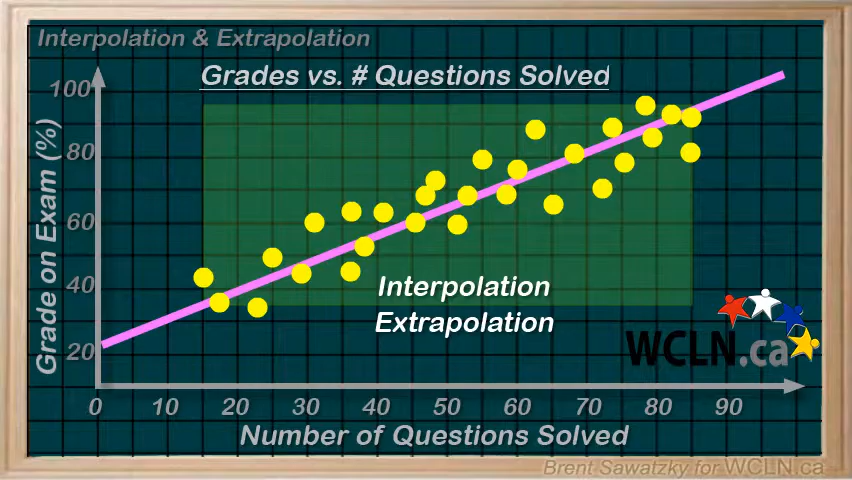 Interpolation & Extrapolation
Grades vs. # Questions Solved
100
80
60
40
20
Grade on Exam (%)
Interpolation
Extrapolation
WCLN.ca
0 10 20 30 40 50 60 70 80 90
Number of Questions Solved
Brent Sawatzky for WCLN.ca